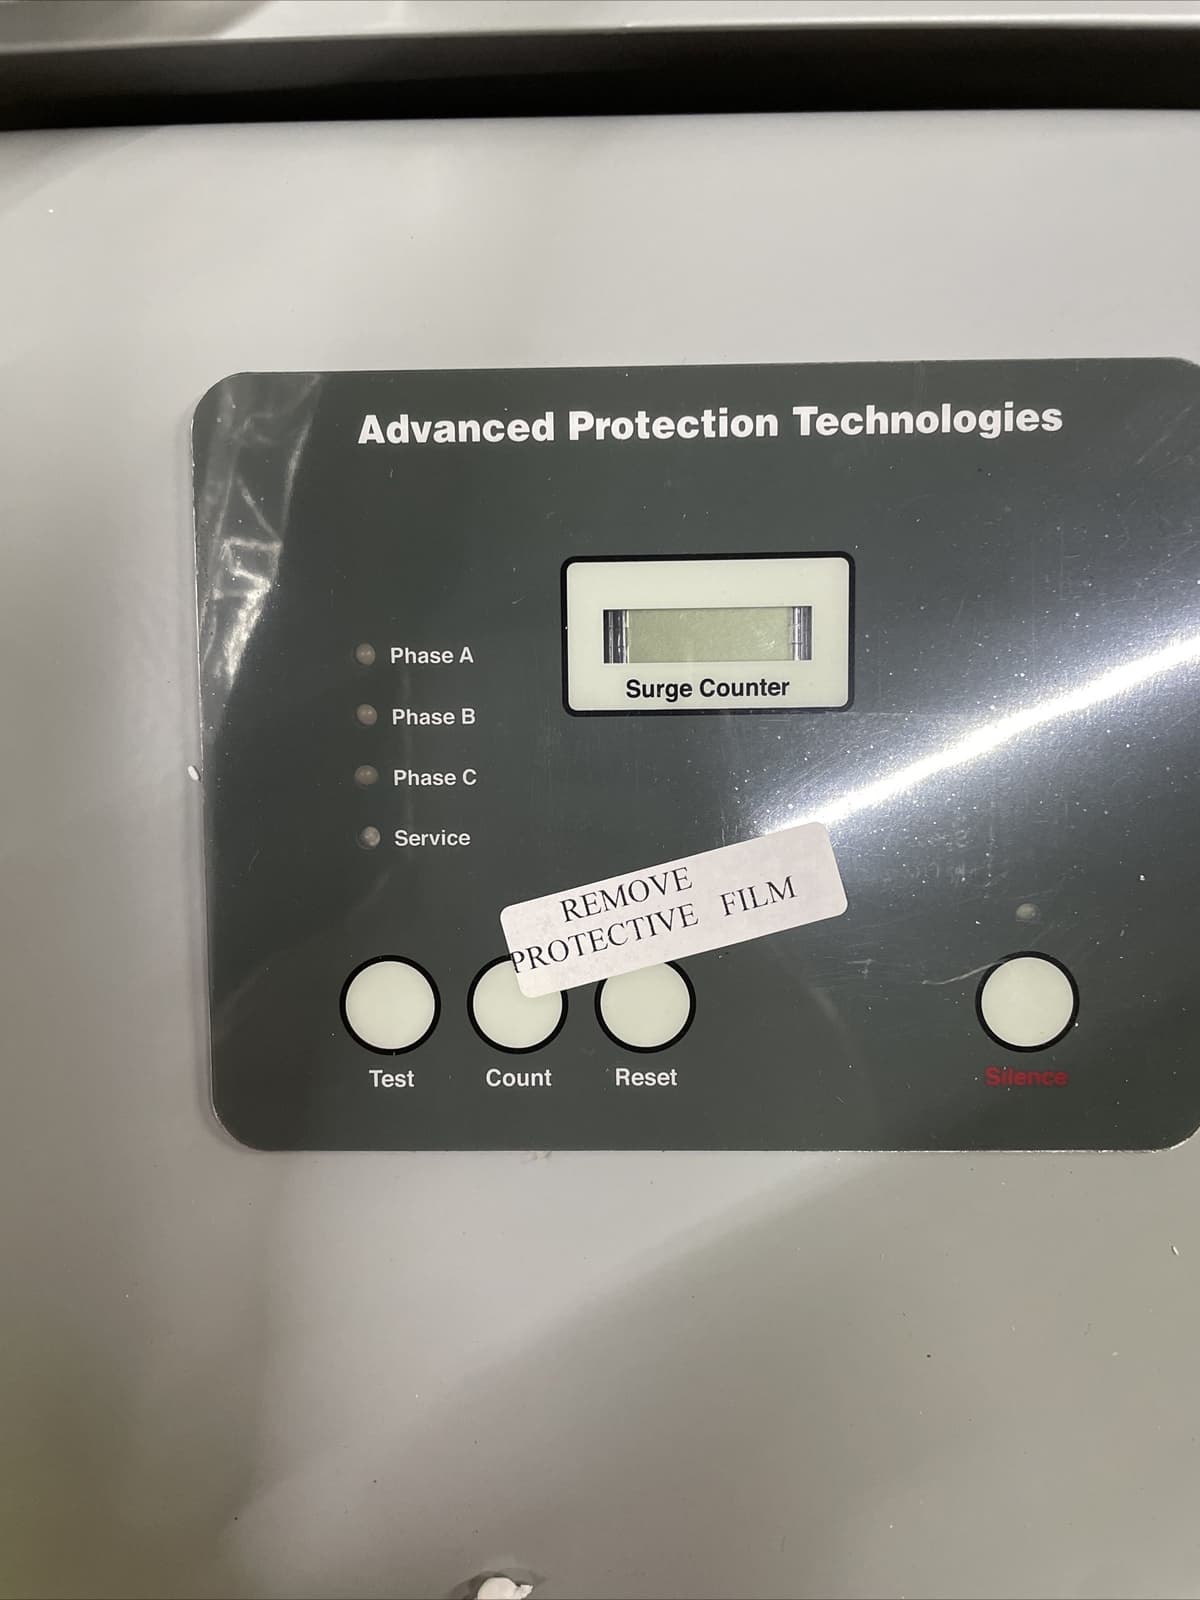 Advanced Protection Technologies
Surge Counter
Phase A
Phase B
Phase C
Service
REMOVE
PROTECTIVE FILM
Test
Count
Reset
Silence